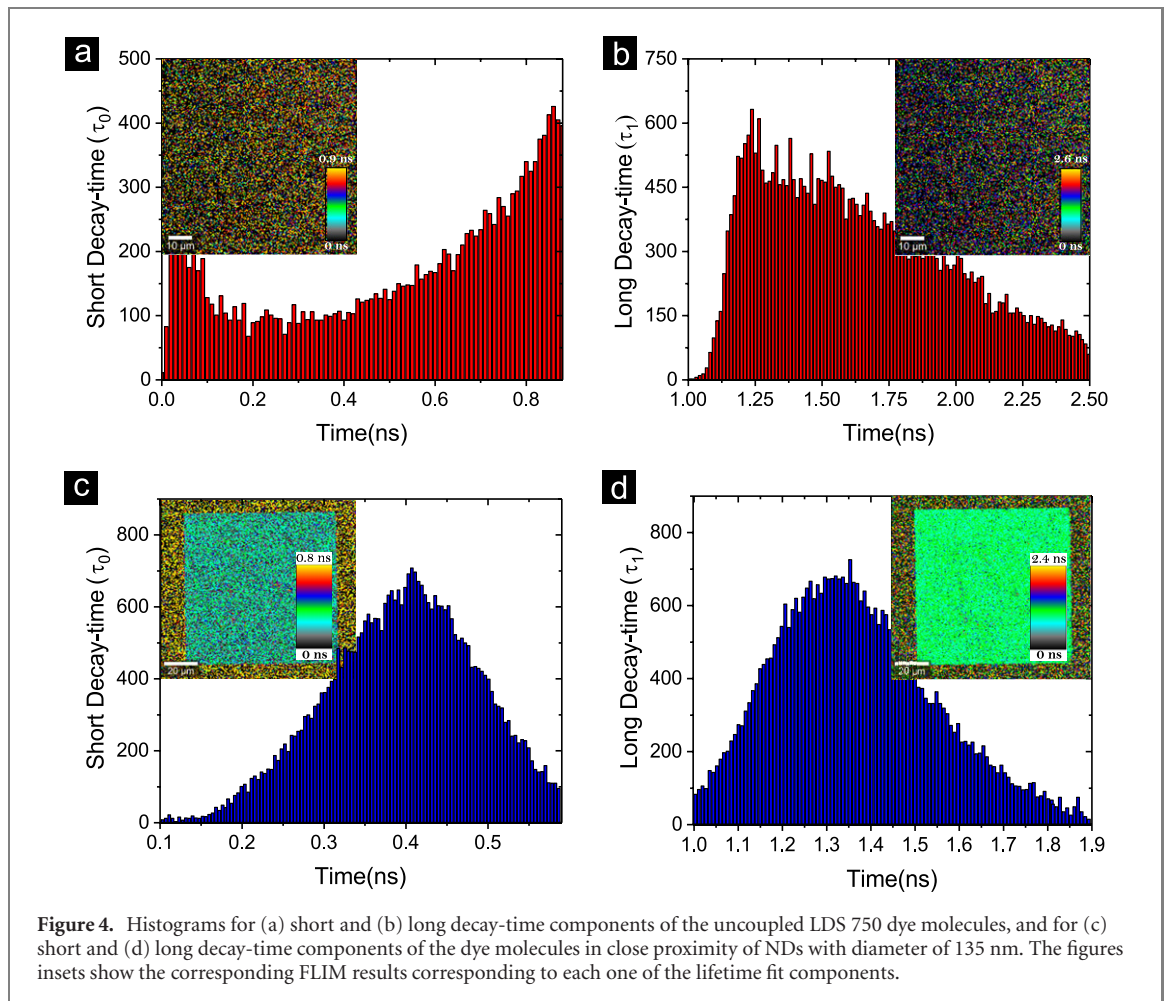 a
500
400
300
200
100
0
Short Decay-time (τ0)
0.9 ns
0 ns
10 μm
0.0 0.2 0.4 0.6 0.8
Time(ns)
b
750
600
450
300
150
0
Long Decay-time (τ1)
2.6 ns
0 ns
10 μm
1.00 1.25 1.50 1.75 2.00 2.25 2.50
Time(ns)
c
800
600
400
200
0
Short Decay-time (τ0)
0.8 ns
0 ns
20 μm
0.1 0.2 0.3 0.4 0.5
Time(ns)
d
800
600
400
200
0
Long Decay-time (τ1)
2.4 ns
0 ns
20 μm
1.0 1.1 1.2 1.3 1.4 1.5 1.6 1.7 1.8 1.9
Time(ns)
Figure 4. Histograms for (a) short and (b) long decay-time components of the uncoupled LDS 750 dye molecules, and for (c)
short and (d) long decay-time components of the dye molecules in close proximity of NDs with diameter of 135 nm. The figures
insets show the corresponding FLIM results corresponding to each one of the lifetime fit components.